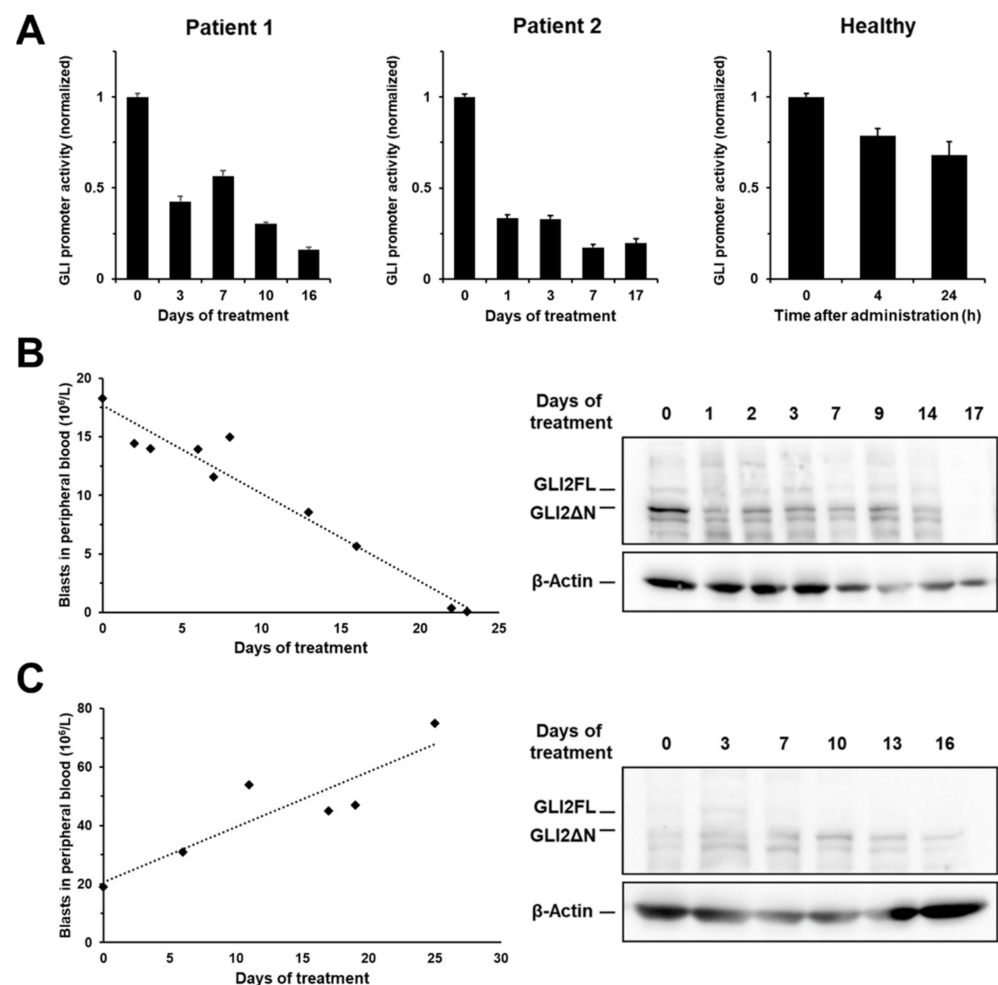 A
Patient 1
Patient 2
Healthy
GLI promoter activity (normalized)
1
0.5
0
0 3 7 10 16
Days of treatment
GLI promoter activity (normalized)
1
0.5
0
0 1 3 7 17
Days of treatment
GLI promoter activity (normalized)
1
0.5
0
0 4 24
Time after administration (h)
B
Blasts in peripheral blood (10⁶/L)
20
15
10
5
0
0 5 10 15 20 25
Days of treatment
Days of
treatment
0 1 2 3 7 9 14 17
GLI2FL
GLI2ΔN
β-Actin
C
Blasts in peripheral blood (10⁶/L)
80
60
40
20
0
0 5 10 15 20 25 30
Days of treatment
Days of
treatment
0 3 7 10 13 16
GLI2FL
GLI2ΔN
β-Actin